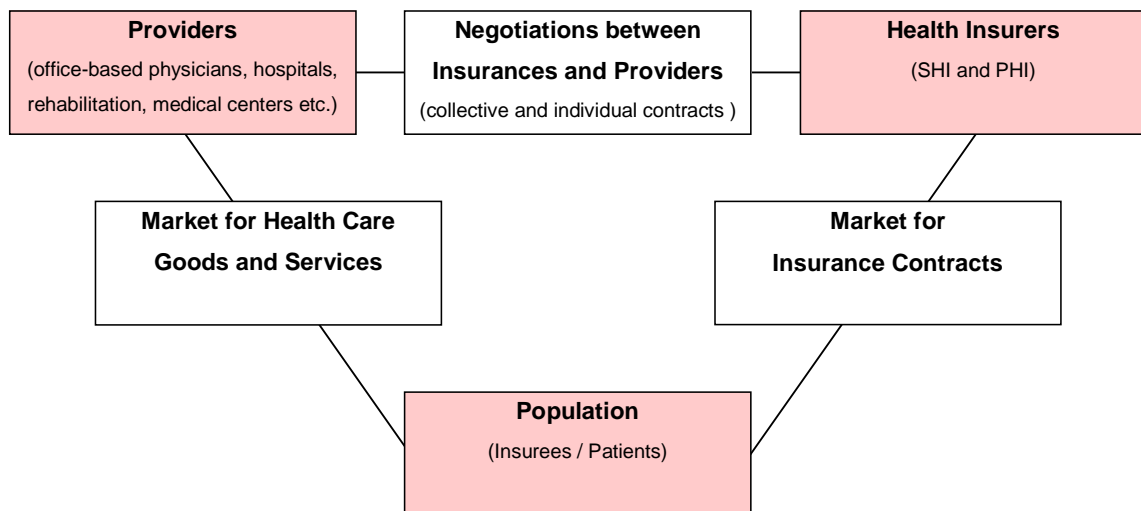 Providers
(office-based physicians, hospitals,
rehabilitation, medical centers etc.)
Negotiations between
Insurances and Providers
(collective and individual contracts )
Health Insurers
(SHI and PHI)
Market for Health Care
Goods and Services
Market for
Insurance Contracts
Population
(Insurees / Patients)